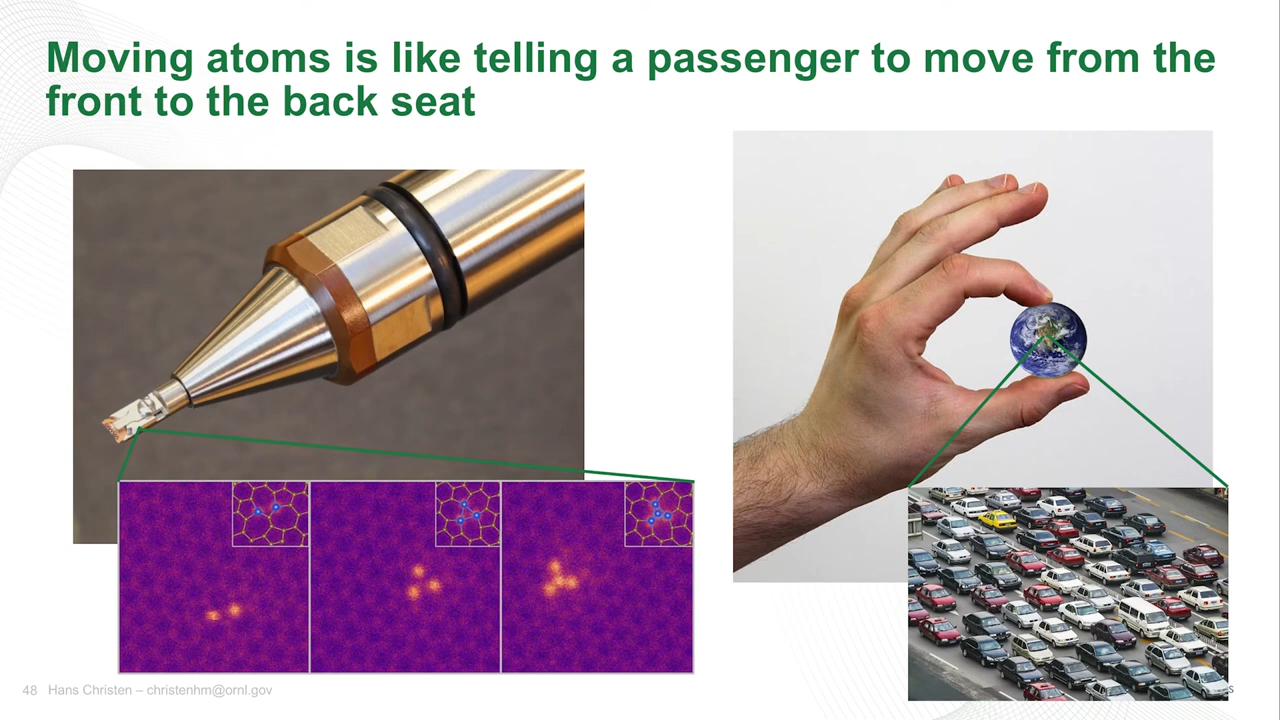 Moving atoms is like telling a passenger to move from the
front to the back seat
48 Hans Christen – christenhm@ornl.gov